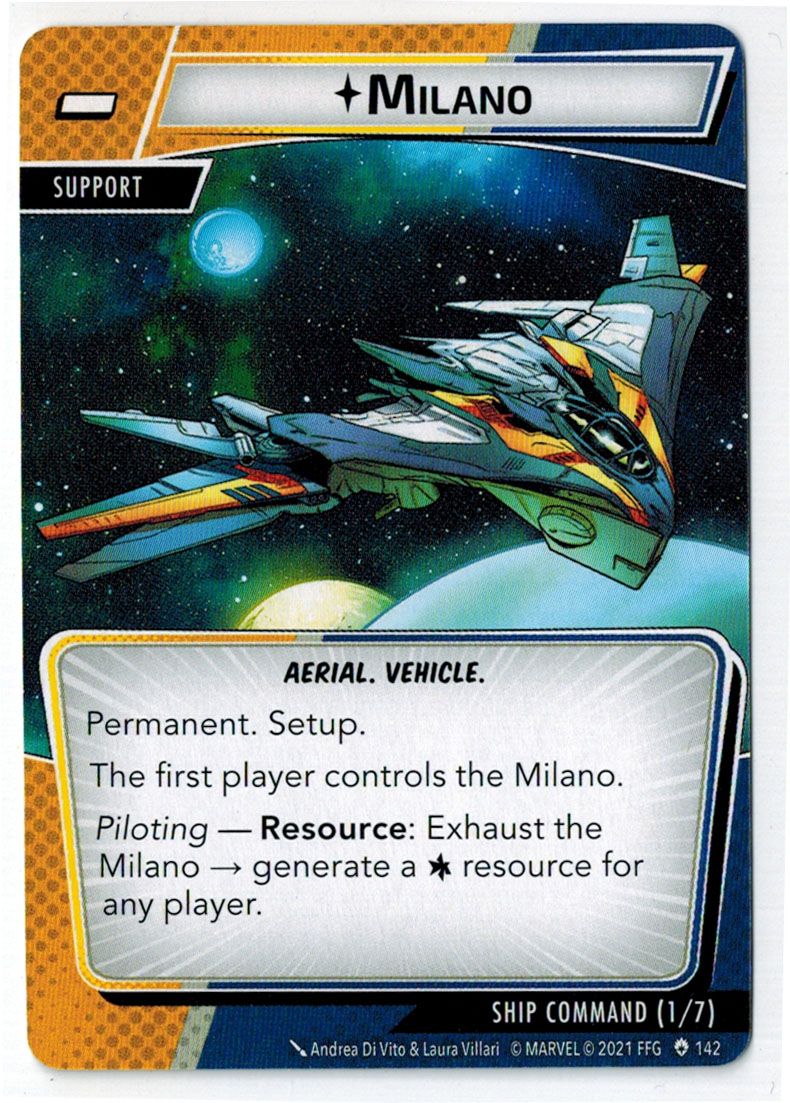 Milano
SUPPORT
AERIAL. VEHICLE.
Permanent. Setup.
The first player controls the Milano.
Piloting — Resource: Exhaust the
Milano → generate a resource for
any player.
SHIP COMMAND (1/7)
Andrea Di Vito & Laura Villari © MARVEL © 2021 FFG 142